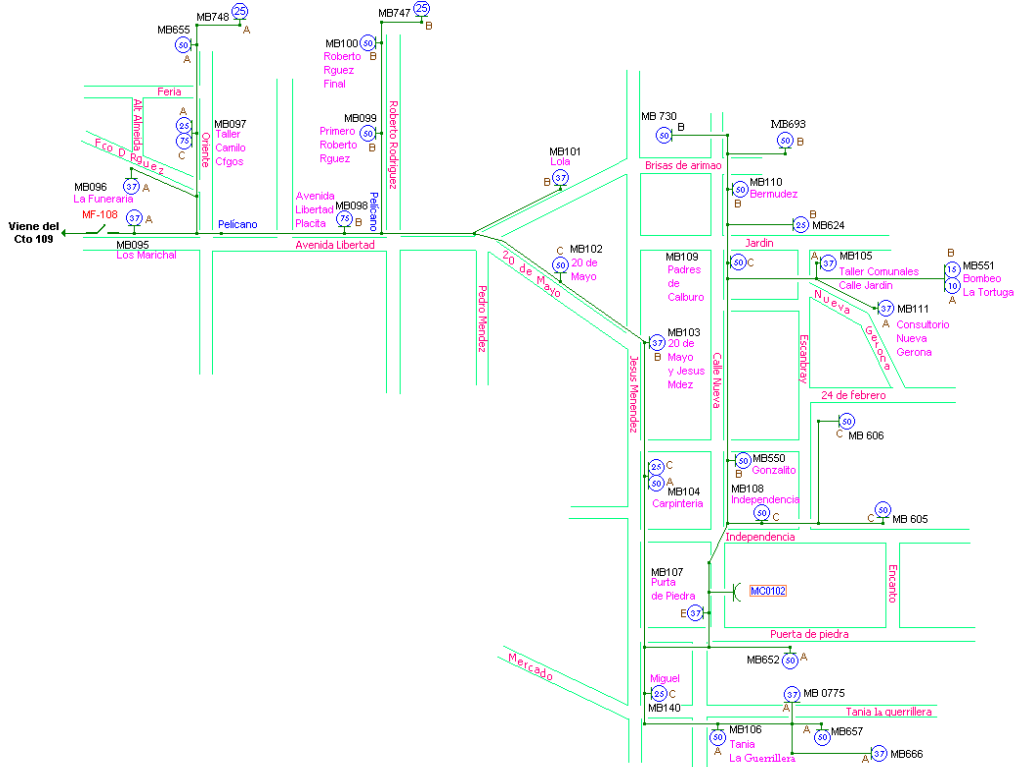 MB748
25
A
MB655
50
A
MB747
25
B
MB100
50
B
Roberto
Rguez
Final
Feria
Alt Almeida
Fco D Rguez
A
25
75
C
MB097
Taller
Camilo
Cfgos
Oriente
MB099
50
B
Primero
Roberto
Rguez
Roberto Rodriguez
MB 730
50
B
MB693
50
B
MB101
Lola
B
37
Brisas de arimao
MB096
La Funeraria
37
A
MF-108
37
A
Viene del
Cto 109
MB095
Los Marichal
Pelícano
Avenida
Libertad
Placita
MB098
75
B
Pelícano
Avenida Libertad
MB110
50
Bermudez
B
B
25
MB624
Jardin
C
MB102
50
20 de
Mayo
20 de Mayo
MB109
Padres
de
Calburo
50
C
MB105
A
37
Taller Comunales
Calle Jardin
B
15
10
A
MB551
Bombeo
La Tortuga
Pedro Mendez
Nueva Gerona
37
A
MB111
Consultorio
Nueva
Gerona
MB103
37
B
20 de
Mayo
y Jesus
Mdez
Jesus Menendez
Calle Nueva
Escanbray
24 de febrero
50
C
MB 606
25
C
50
A
MB104
Carpinteria
50
B
MB550
Gonzalito
MB108
Independencia
50
C
50
C
MB 605
Independencia
MB107
Purta
de Piedra
E
37
MC0102
Encanto
Puerta de piedra
MB652
50
A
Mercado
Miguel
25
C
MB140
37
A
MB 0775
Tania la guerrillera
50
A
MB106
Tania
La Guerrillera
A
50
MB657
A
37
MB666